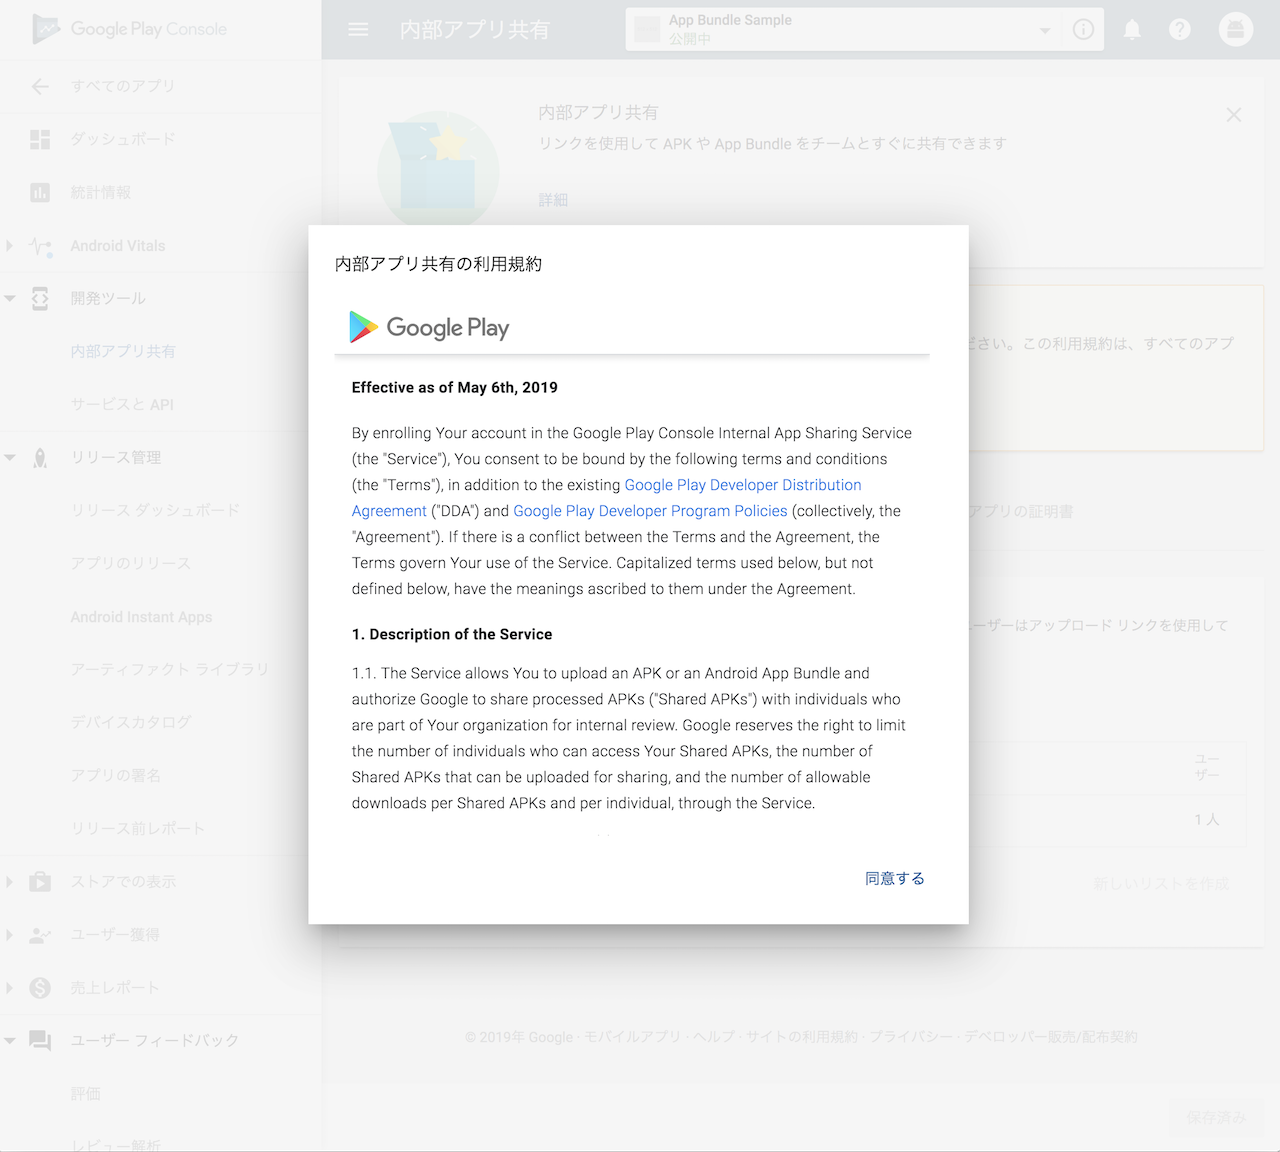 Google Play Console
内部アプリ共有
App Bundle Sample
公開中
すべてのアプリ
ダッシュボード
統計情報
Android Vitals
開発ツール
内部アプリ共有
サービスと API
リリース管理
リリース ダッシュボード
アプリのリリース
Android Instant Apps
アーティファクト ライブラリ
デバイスカタログ
アプリの署名
リリース前レポート
ストアでの表示
ユーザー獲得
売上レポート
ユーザー フィードバック
評価
レビュー解析
内部アプリ共有
リンクを使用して APK や App Bundle をチームとすぐに共有できます
詳細
ださい。この利用規約は、すべてのアプ
アプリの証明書
ユーザーはアップロード リンクを使用して
ユー
ザー
1 人
新しいリストを作成
内部アプリ共有の利用規約
Google Play
Effective as of May 6th, 2019
By enrolling Your account in the Google Play Console Internal App Sharing Service
(the "Service"), You consent to be bound by the following terms and conditions
(the "Terms"), in addition to the existing Google Play Developer Distribution
Agreement ("DDA") and Google Play Developer Program Policies (collectively, the
"Agreement"). If there is a conflict between the Terms and the Agreement, the
Terms govern Your use of the Service. Capitalized terms used below, but not
defined below, have the meanings ascribed to them under the Agreement.
1. Description of the Service
1.1. The Service allows You to upload an APK or an Android App Bundle and
authorize Google to share processed APKs ("Shared APKs") with individuals who
are part of Your organization for internal review. Google reserves the right to limit
the number of individuals who can access Your Shared APKs, the number of
Shared APKs that can be uploaded for sharing, and the number of allowable
downloads per Shared APKs and per individual, through the Service.
同意する
© 2019年 Google · モバイルアプリ · ヘルプ · サイトの利用規約 · プライバシー · デベロッパー販売/配布契約
保存済み